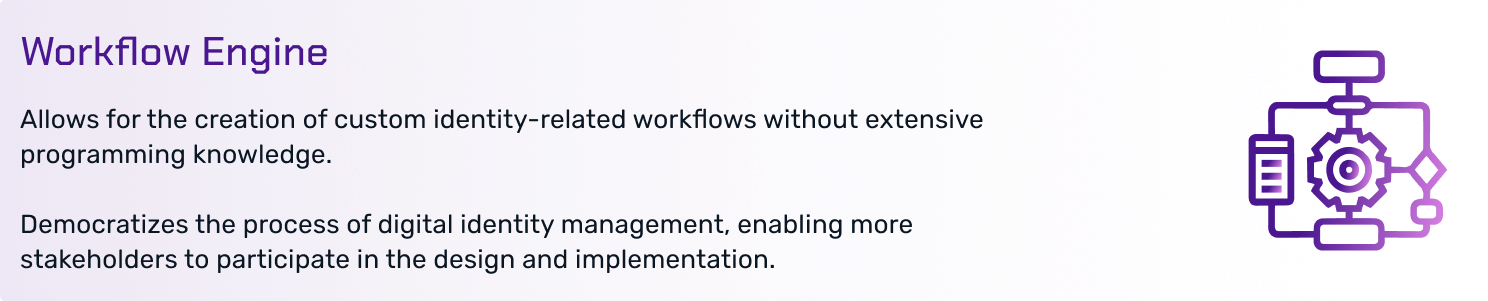 Workflow Engine
Allows for the creation of custom identity-related workflows without extensive
programming knowledge.
Democratizes the process of digital identity management, enabling more
stakeholders to participate in the design and implementation.